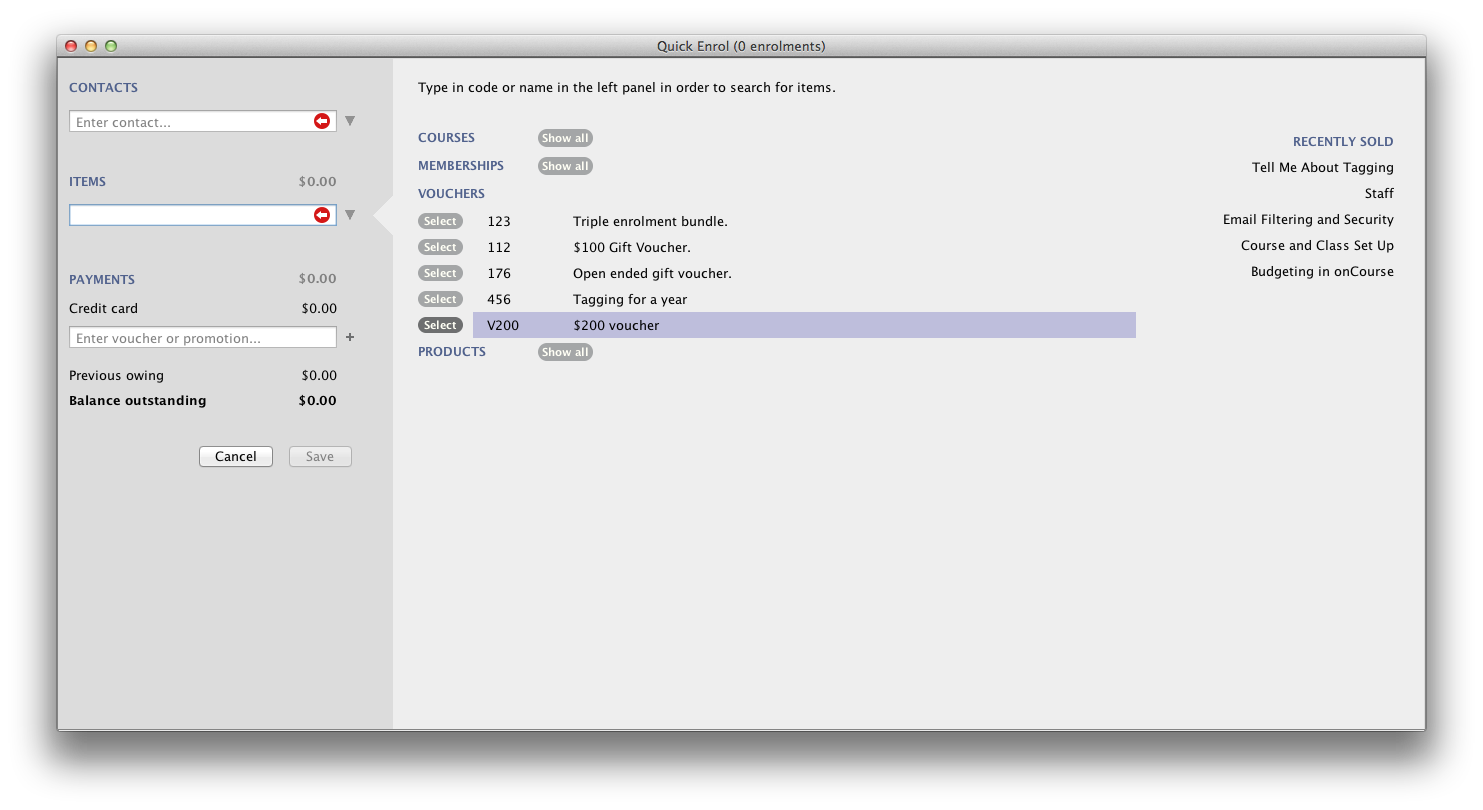 Quick Enrol (0 enrolments)
CONTACTS
Enter contact...
ITEMS $0.00
PAYMENTS $0.00
Credit card $0.00
Enter voucher or promotion... +
Previous owing $0.00
Balance outstanding $0.00
Cancel Save
Type in code or name in the left panel in order to search for items.
COURSES Show all
MEMBERSHIPS Show all
VOUCHERS
Select 123 Triple enrolment bundle.
Select 112 $100 Gift Voucher.
Select 176 Open ended gift voucher.
Select 456 Tagging for a year
Select V200 $200 voucher
PRODUCTS Show all
RECENTLY SOLD
Tell Me About Tagging
Staff
Email Filtering and Security
Course and Class Set Up
Budgeting in onCourse